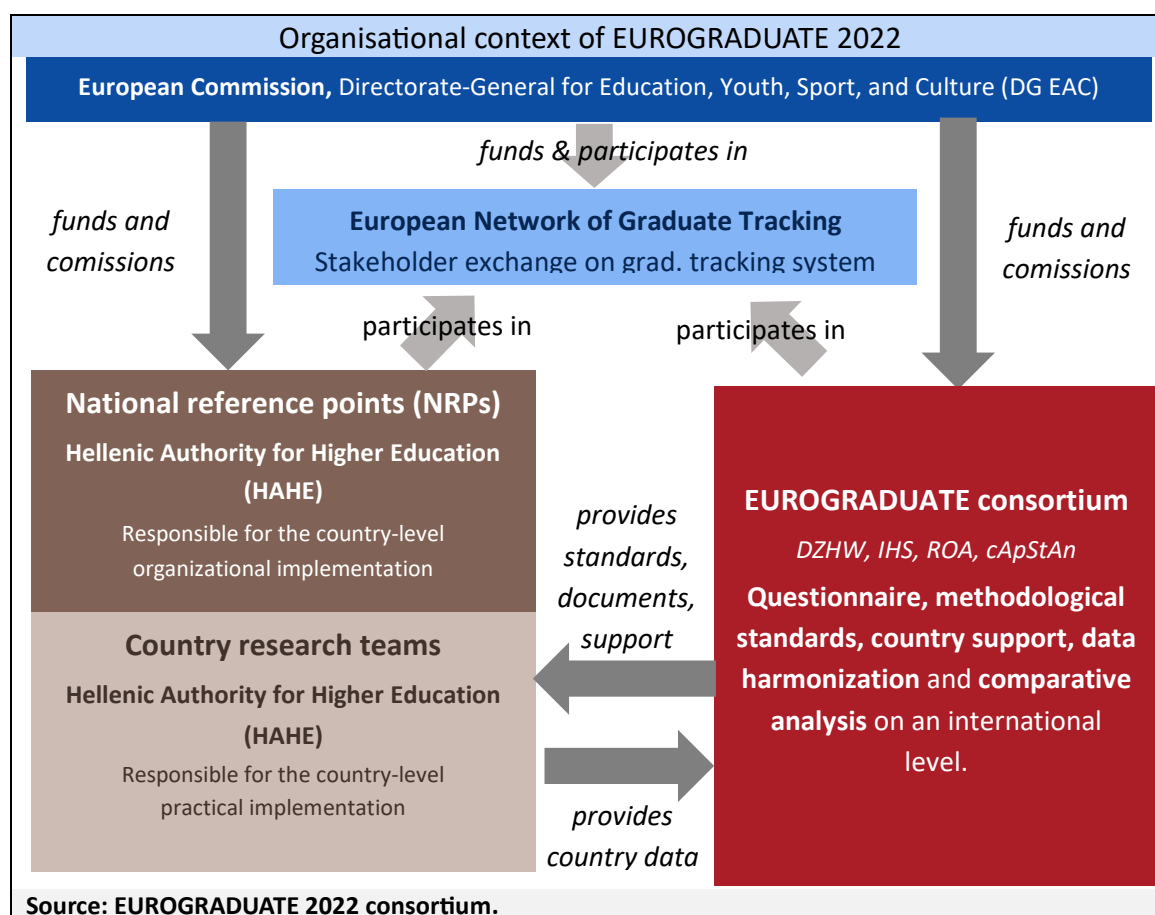 Organisational context of EUROGRADUATE 2022
European Commission, Directorate-General for Education, Youth, Sport, and Culture (DG EAC)
funds & participates in
funds and
comissions
European Network of Graduate Tracking
Stakeholder exchange on grad. tracking system
funds and
comissions
participates in
participates in
National reference points (NRPs)
Hellenic Authority for Higher Education
(HAHE)
Responsible for the country-level
organizational implementation
provides
standards,
documents,
support
EUROGRADUATE consortium
DZHW, IHS, ROA, cApStAn
Questionnaire, methodological
standards, country support, data
harmonization and comparative
analysis on an international
level.
Country research teams
Hellenic Authority for Higher Education
(HAHE)
Responsible for the country-level
practical implementation
provides
country data
Source: EUROGRADUATE 2022 consortium.